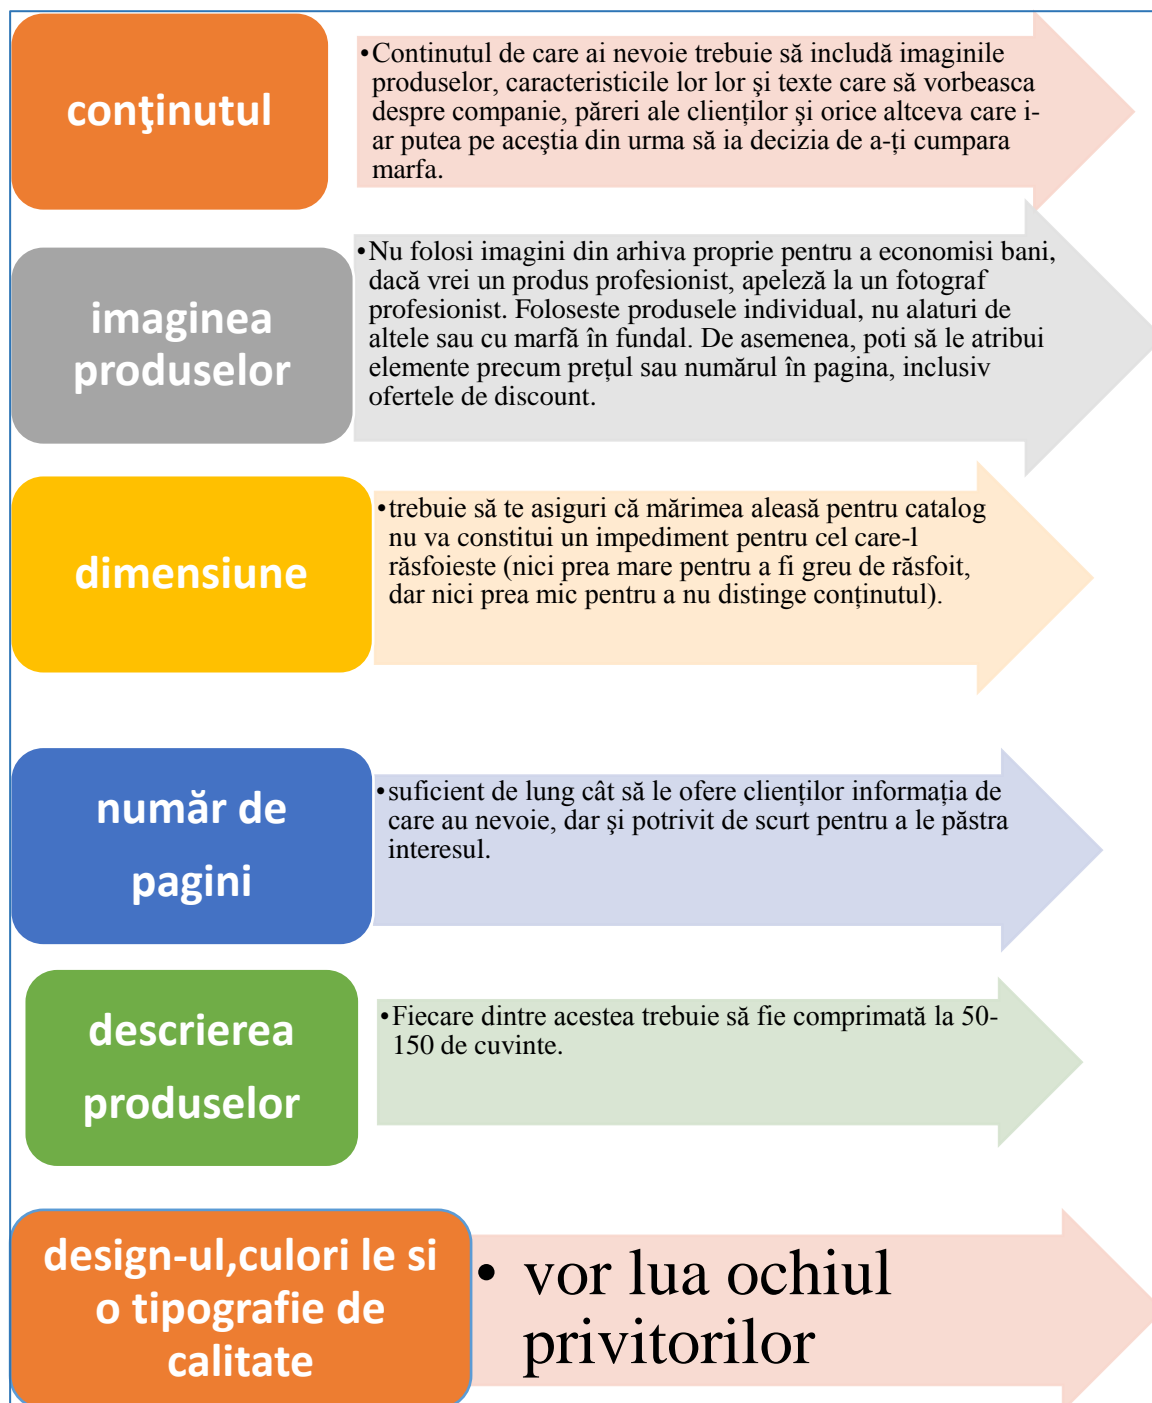 conţinutul
•Continutul de care ai nevoie trebuie să includă imaginile
produselor, caracteristicile lor lor şi texte care să vorbeasca
despre companie, păreri ale clienților şi orice altceva care i-
ar putea pe aceştia din urma să ia decizia de a-ți cumpara
marfa.
imaginea
produselor
•Nu folosi imagini din arhiva proprie pentru a economisi bani,
dacă vrei un produs profesionist, apeleză la un fotograf
profesionist. Foloseste produsele individual, nu alaturi de
altele sau cu marfă în fundal. De asemenea, poti să le atribui
elemente precum prețul sau numărul în pagina, inclusiv
ofertele de discount.
dimensiune
•trebuie să te asiguri că mărimea aleasă pentru catalog
nu va constitui un impediment pentru cel care-l
răsfoieste (nici prea mare pentru a fi greu de răsfoit,
dar nici prea mic pentru a nu distinge conținutul).
număr de
pagini
•suficient de lung cât să le ofere clienților informația de
care au nevoie, dar şi potrivit de scurt pentru a le păstra
interesul.
descrierea
produselor
•Fiecare dintre acestea trebuie să fie comprimată la 50-
150 de cuvinte.
design-ul,culori le si
o tipografie de
calitate
• vor lua ochiul
privitorilor